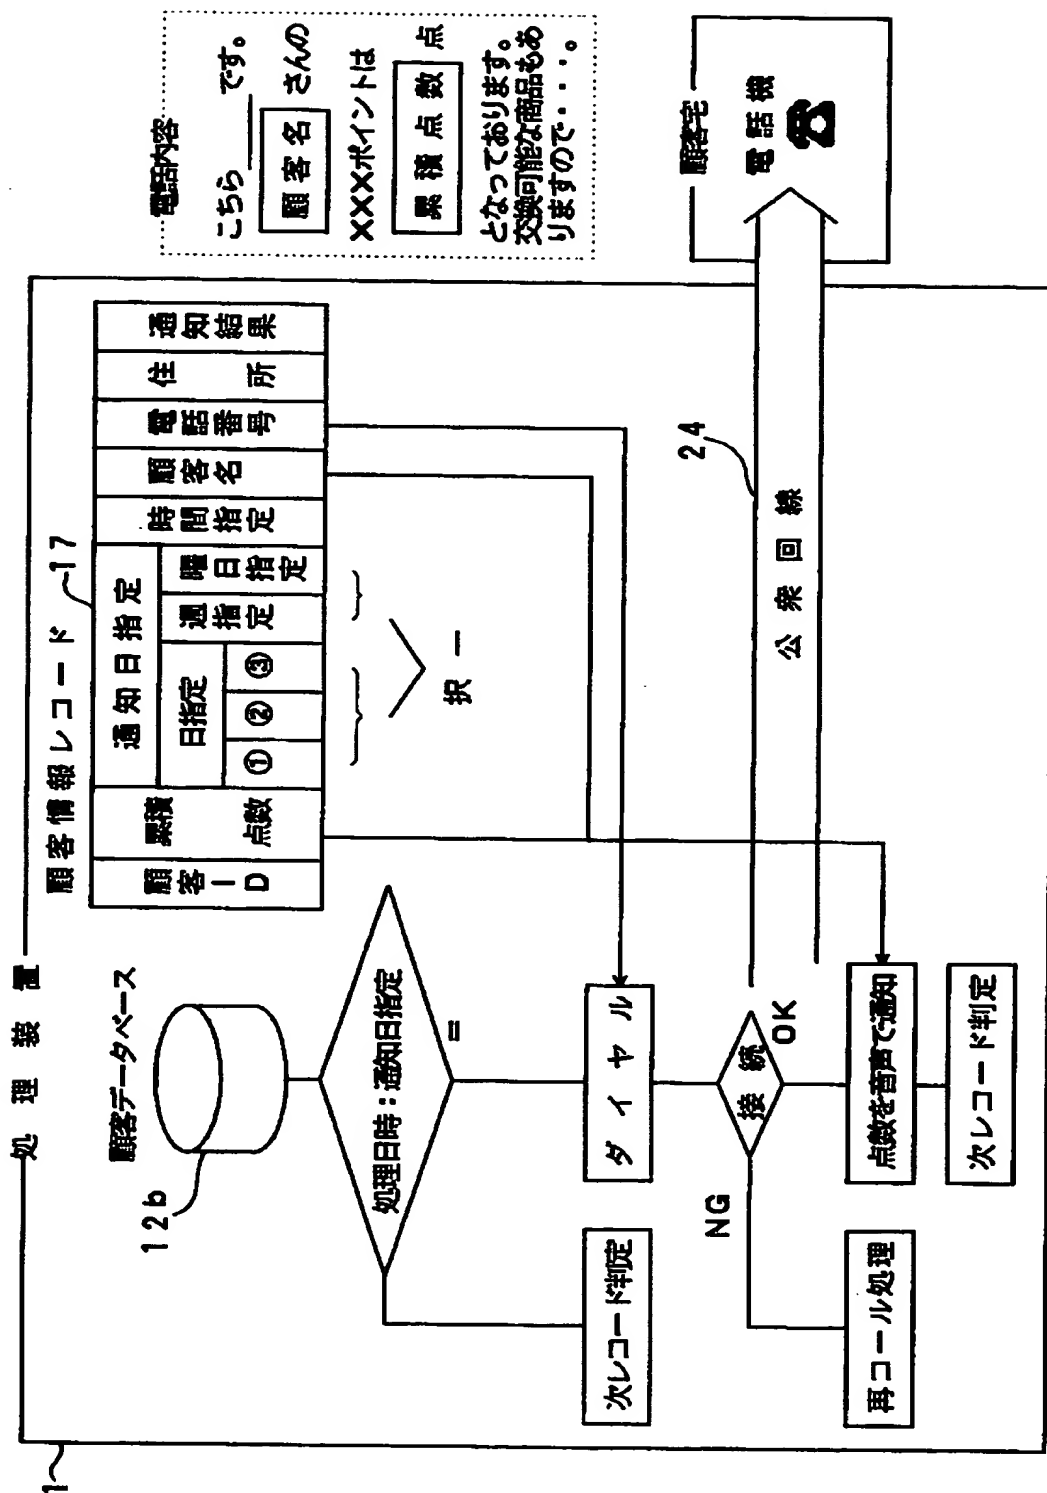 処理装置
1
顧客データベース
12b
処理日時：通知日指定
=
次レコード判定
ダイヤル
接続
OK
NG
再コール処理
点数を音声で通知
次レコード判定
顧客情報レコード
17
顧客ID
累積点数
通知日指定
日指定
①
②
③
週指定
曜日指定
時間指定
顧客名
電話番号
住所
通知結果
択一
24
公衆回線
電話内容
こちら___です。
顧客名 さんの
XXXポイントは
累積点数 点
となっております。
交換可能な商品もあ
りますので・・・。
顧客宅
電話機